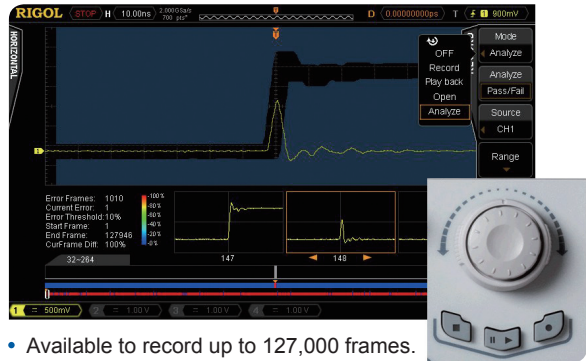 RIGOL STOP H 10.00ns 2.000GSa/s 700 pts D 0.00000000ps T 1 900mV
HORIZONTAL
OFF
Record
Play back
Open
Analyze
Mode
Analyze
Analyze
Pass/Fail
Source
CH1
Range
Error Frames: 1010
Current Error: 1
Error Threshold:10%
Start Frame: 1
End Frame: 127946
CurFrame Diff: 100%
100%
80%
60%
40%
20%
0%
32~264
147
148
1 = 500mV 2 = 1.00 V 3 = 1.00 V 4 = 1.00 V
• Available to record up to 127,000 frames.